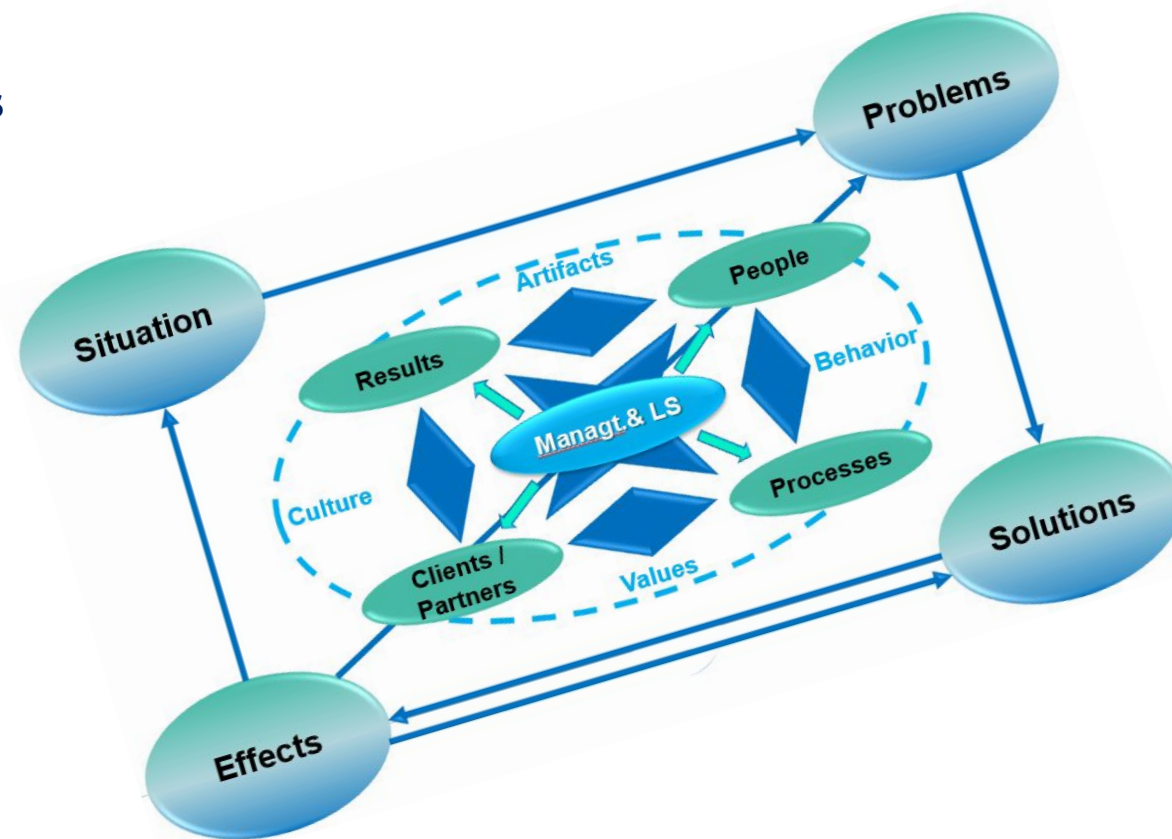 s
Problems
Situation
Artifacts
People
Results
Behavior
Managt.& LS
Culture
Processes
Clients /
Partners
Values
Solutions
Effects